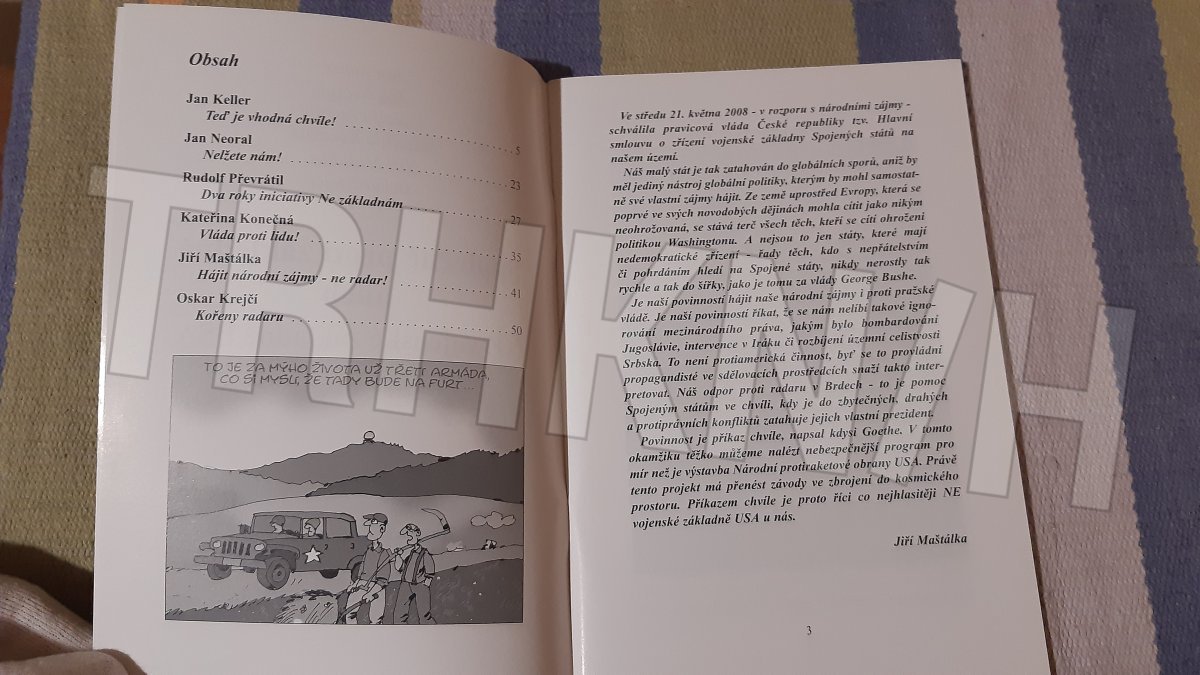 Obsah
Jan Keller
Teď je vhodná chvíle! . . . . . . . . . . . . . . . . . . . . . . . . 5
Jan Neoral
Nelžete nám! . . . . . . . . . . . . . . . . . . . . . . . . . . . . . . . . 23
Rudolf Převrátil
Dva roky iniciativy Ne základnám . . . . . . . . . . . . . . . . 27
Kateřina Konečná
Vláda proti lidu! . . . . . . . . . . . . . . . . . . . . . . . . . . . . . 35
Jiří Maštálka
Hájit národní zájmy - ne radar! . . . . . . . . . . . . . . . . . . 41
Oskar Krejčí
Kořeny radaru . . . . . . . . . . . . . . . . . . . . . . . . . . . . . . . 50
TO JE ZA MÝHO ŽIVOTA UŽ TŘETÍ ARMÁDA,
CO SI MYSLÍ, ŽE TADY BUDE NA FURT...
2 3
Ve středu 21. května 2008 - v rozporu s národními zájmy -
schválila pravicová vláda České republiky tzv. Hlavní
smlouvu o zřízení vojenské základny Spojených států na
našem území.
Náš malý stát je tak zatahován do globálních sporů, aniž by
měl jediný nástroj globální politiky, kterým by mohl samostat-
ně své vlastní zájmy hájit. Ze země uprostřed Evropy, která se
poprvé ve svých novodobých dějinách mohla cítit jako nikým
neohrožovaná, se stává terč všech těch, kteří se cítí ohroženi
politikou Washingtonu. A nejsou to jen státy, které mají
nedemokratické zřízení - řady těch, kdo s nepřátelstvím
či pohrdáním hledí na Spojené státy, nikdy nerostly tak
rychle a tak do šířky, jako je tomu za vlády George Bushe.
Je naší povinností hájit naše národní zájmy i proti pražské
vládě. Je naší povinností říkat, že se nám nelíbí takové igno-
rování mezinárodního práva, jakým bylo bombardování
Jugoslávie, intervence v Iráku či rozbíjení územní celistvosti
Srbska. To není protiamerická činnost, byť se to provládní
propagandisté ve sdělovacích prostředcích snaží takto inter-
pretovat. Náš odpor proti radaru v Brdech - to je pomoc
Spojeným státům ve chvíli, kdy je do zbytečných, drahých
a protiprávních konfliktů zatahuje jejich vlastní prezident.
Povinnost je příkaz chvíle, napsal kdysi Goethe. V tomto
okamžiku těžko můžeme nalézt nebezpečnější program pro
mír než je výstavba Národní protiraketové obrany USA. Právě
tento projekt má přenést závody ve zbrojení do kosmického
prostoru. Příkazem chvíle je proto říci co nejhlasitěji NE
vojenské základně USA u nás.
Jiří Maštálka
3
TRHKNIH